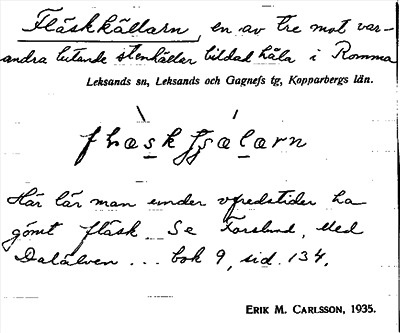 Fläskkällarn, en av tre mot var-
andra lutande stenhällar bildad håla i Romma
Leksands sn, Leksands och Gagnefs tg, Kopparbergs län.
Här lär man under ofredstider ha
gömt fläsk. Se Forslund, Med
Dalälven ... bok 9, sid. 134.
ERIK M. CARLSSON, 1935.